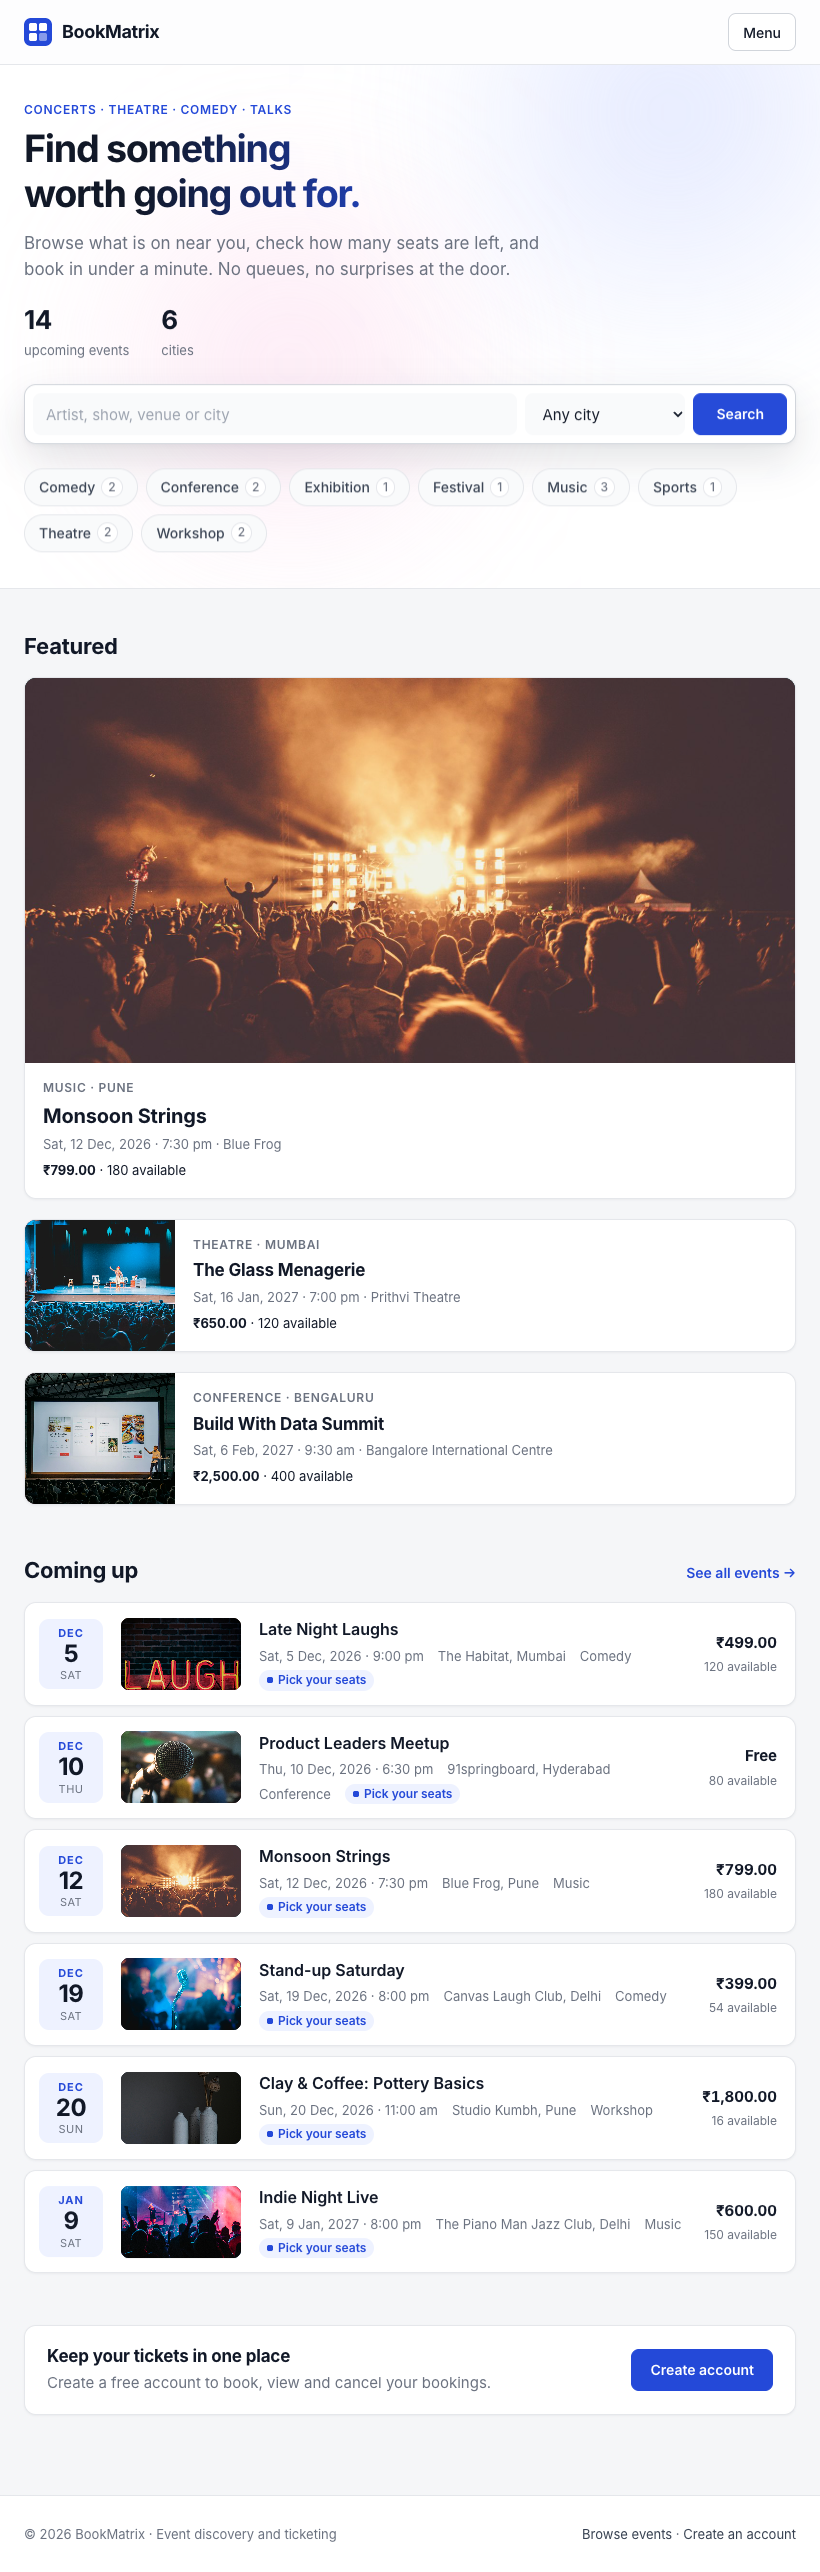 BookMatrix
Menu
CONCERTS · THEATRE · COMEDY · TALKS
Find something
worth going out for.
Browse what is on near you, check how many seats are left, and
book in under a minute. No queues, no surprises at the door.
14
upcoming events
6
cities
Artist, show, venue or city
Any city
Search
Comedy 2
Conference 2
Exhibition 1
Festival 1
Music 3
Sports 1
Theatre 2
Workshop 2
Featured
MUSIC · PUNE
Monsoon Strings
Sat, 12 Dec, 2026 · 7:30 pm · Blue Frog
₹799.00 · 180 available
THEATRE · MUMBAI
The Glass Menagerie
Sat, 16 Jan, 2027 · 7:00 pm · Prithvi Theatre
₹650.00 · 120 available
CONFERENCE · BENGALURU
Build With Data Summit
Sat, 6 Feb, 2027 · 9:30 am · Bangalore International Centre
₹2,500.00 · 400 available
Coming up
See all events →
DEC
5
SAT
LAUGH
Late Night Laughs
Sat, 5 Dec, 2026 · 9:00 pm The Habitat, Mumbai Comedy
Pick your seats
₹499.00
120 available
DEC
10
THU
Product Leaders Meetup
Thu, 10 Dec, 2026 · 6:30 pm 91springboard, Hyderabad
Conference Pick your seats
Free
80 available
DEC
12
SAT
Monsoon Strings
Sat, 12 Dec, 2026 · 7:30 pm Blue Frog, Pune Music
Pick your seats
₹799.00
180 available
DEC
19
SAT
Stand-up Saturday
Sat, 19 Dec, 2026 · 8:00 pm Canvas Laugh Club, Delhi Comedy
Pick your seats
₹399.00
54 available
DEC
20
SUN
Clay & Coffee: Pottery Basics
Sun, 20 Dec, 2026 · 11:00 am Studio Kumbh, Pune Workshop
Pick your seats
₹1,800.00
16 available
JAN
9
SAT
Indie Night Live
Sat, 9 Jan, 2027 · 8:00 pm The Piano Man Jazz Club, Delhi Music
Pick your seats
₹600.00
150 available
Keep your tickets in one place
Create a free account to book, view and cancel your bookings.
Create account
© 2026 BookMatrix · Event discovery and ticketing
Browse events · Create an account